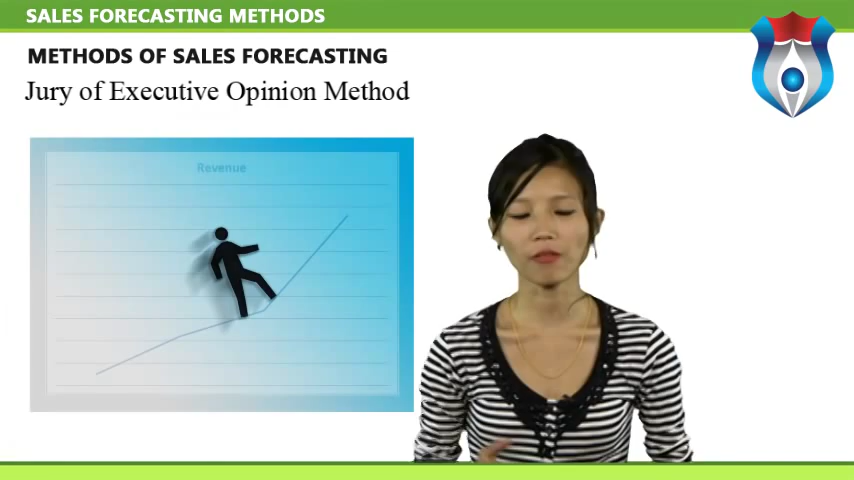 SALES FORECASTING METHODS
METHODS OF SALES FORECASTING
Jury of Executive Opinion Method
Revenue